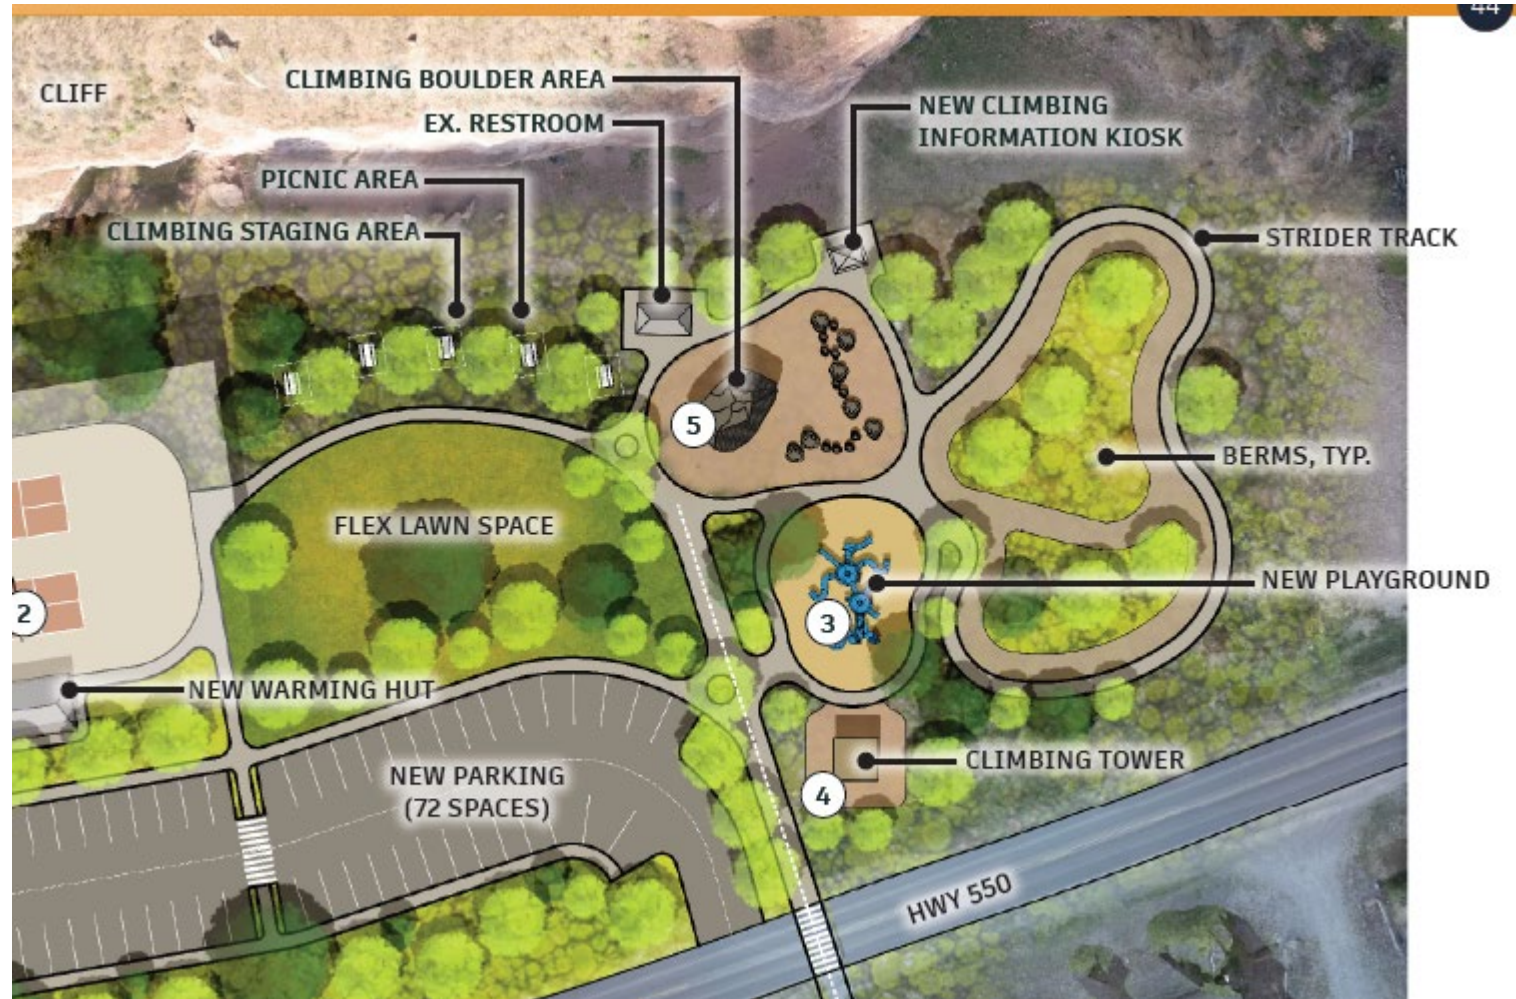 44
CLIFF
CLIMBING BOULDER AREA
EX. RESTROOM
NEW CLIMBING
INFORMATION KIOSK
PICNIC AREA
CLIMBING STAGING AREA
STRIDER TRACK
5
BERMS, TYP.
FLEX LAWN SPACE
NEW PLAYGROUND
2
3
NEW WARMING HUT
CLIMBING TOWER
NEW PARKING
(72 SPACES)
4
HWY 550